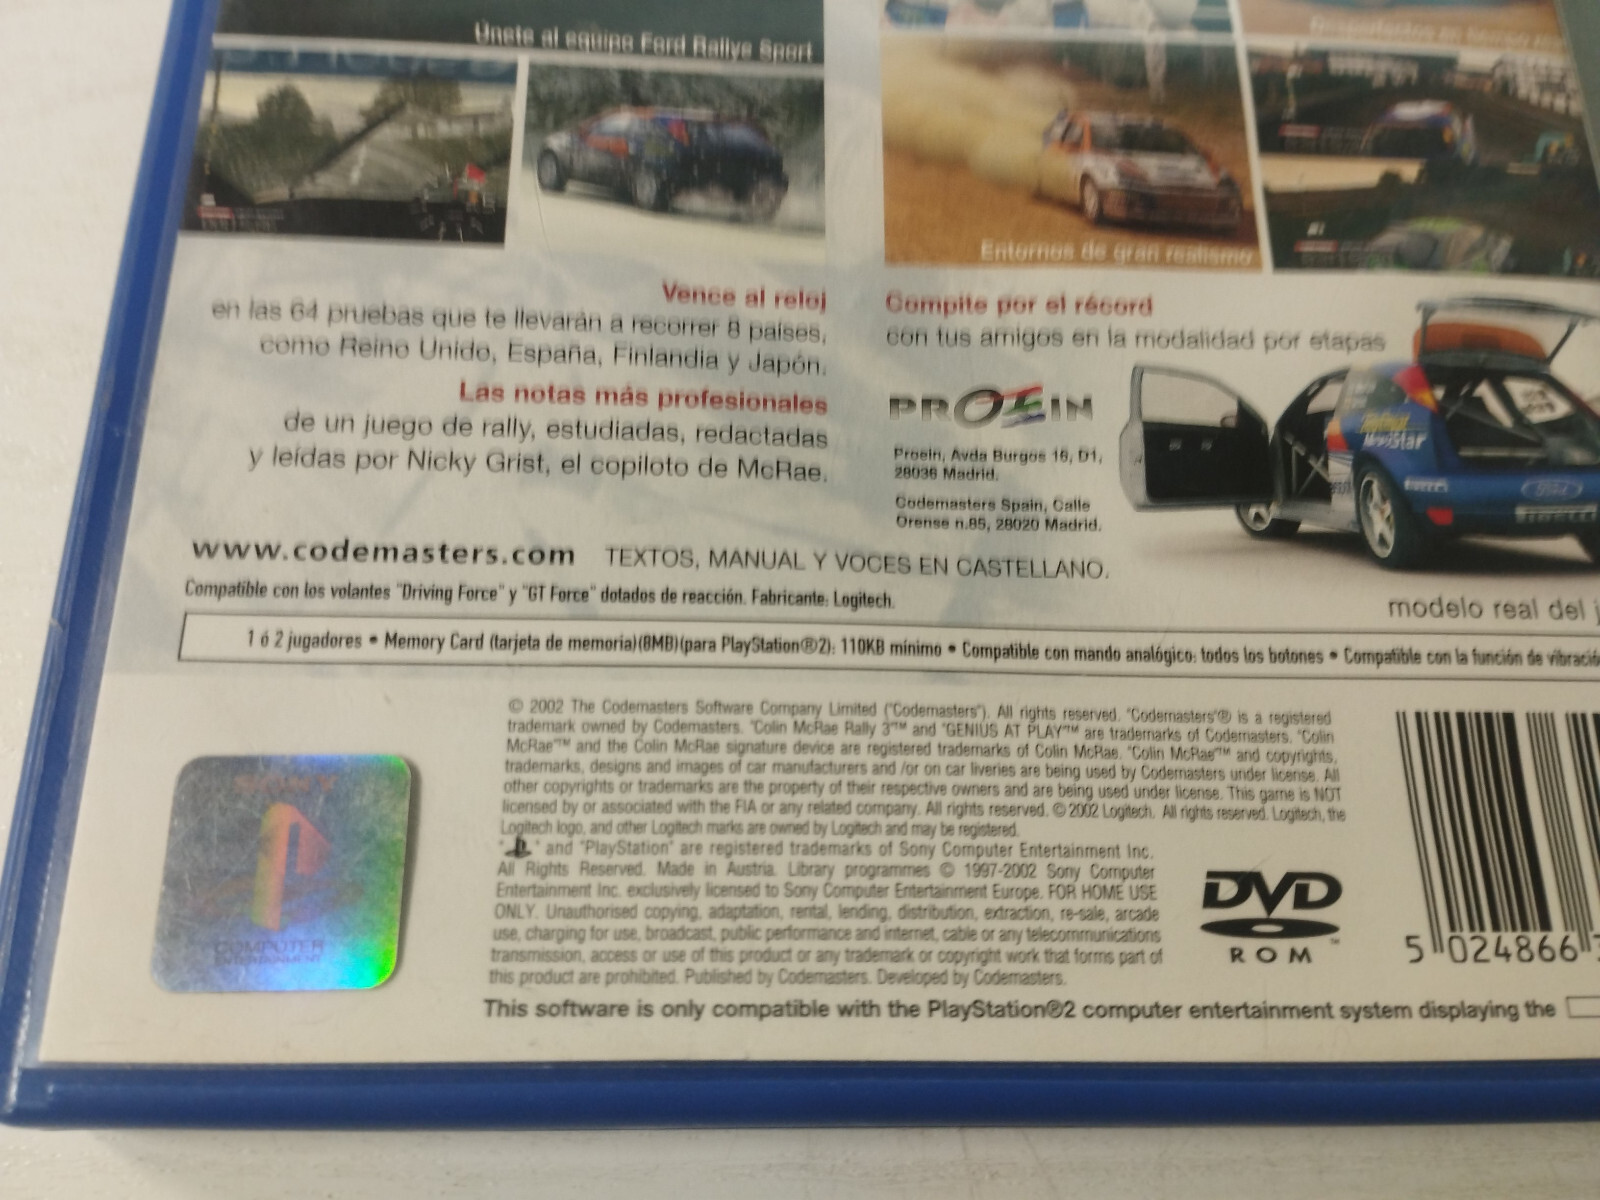 Únete al equipo Ford Rallye Sport
Entornos de gran realismo
Vence al reloj
en las 64 pruebas que te llevarán a recorrer 8 países,
como Reino Unido, España, Finlandia y Japón.
Las notas más profesionales
de un juego de rally, estudiadas, redactadas
y leídas por Nicky Grist, el copiloto de McRae.
Compite por el récord
con tus amigos en la modalidad por etapas
PROEIN
Proein, Avda Burgos 16, D1,
28036 Madrid.
Codemasters Spain, Calle
Orense n.85, 28020 Madrid.
MoviStar
Ford
www.codemasters.com TEXTOS, MANUAL Y VOCES EN CASTELLANO.
Compatible con los volantes "Driving Force" y "GT Force" dotados de reacción. Fabricante: Logitech.
modelo real del j
1 ó 2 jugadores • Memory Card (tarjeta de memoria)(8MB)(para PlayStation®2): 110KB mínimo • Compatible con mando analógico: todos los botones • Compatible con la función de vibració
© 2002 The Codemasters Software Company Limited ("Codemasters"). All rights reserved. "Codemasters"® is a registered
trademark owned by Codemasters. "Colin McRae Rally 3"™ and "GENIUS AT PLAY"™ are trademarks of Codemasters. "Colin
McRae"™ and the Colin McRae signature device are registered trademarks of Colin McRae. "Colin McRae"™ and copyrights,
trademarks, designs and images of car manufacturers and /or on car liveries are being used by Codemasters under license. All
other copyrights or trademarks are the property of their respective owners and are being used under license. This game is NOT
licensed by or associated with the FIA or any related company. All rights reserved. © 2002 Logitech. All rights reserved. Logitech, the
Logitech logo, and other Logitech marks are owned by Logitech and may be registered.
" " and "PlayStation" are registered trademarks of Sony Computer Entertainment Inc.
All Rights Reserved. Made in Austria. Library programmes © 1997-2002 Sony Computer
Entertainment Inc. exclusively licensed to Sony Computer Entertainment Europe. FOR HOME USE
ONLY. Unauthorised copying, adaptation, rental, lending, distribution, extraction, re-sale, arcade
use, charging for use, broadcast, public performance and internet, cable or any telecommunications
transmission, access or use of this product or any trademark or copyright work that forms part of
this product are prohibited. Published by Codemasters. Developed by Codemasters.
This software is only compatible with the PlayStation®2 computer entertainment system displaying the
SONY
COMPUTER
ENTERTAINMENT
DVD
ROM
5 024866